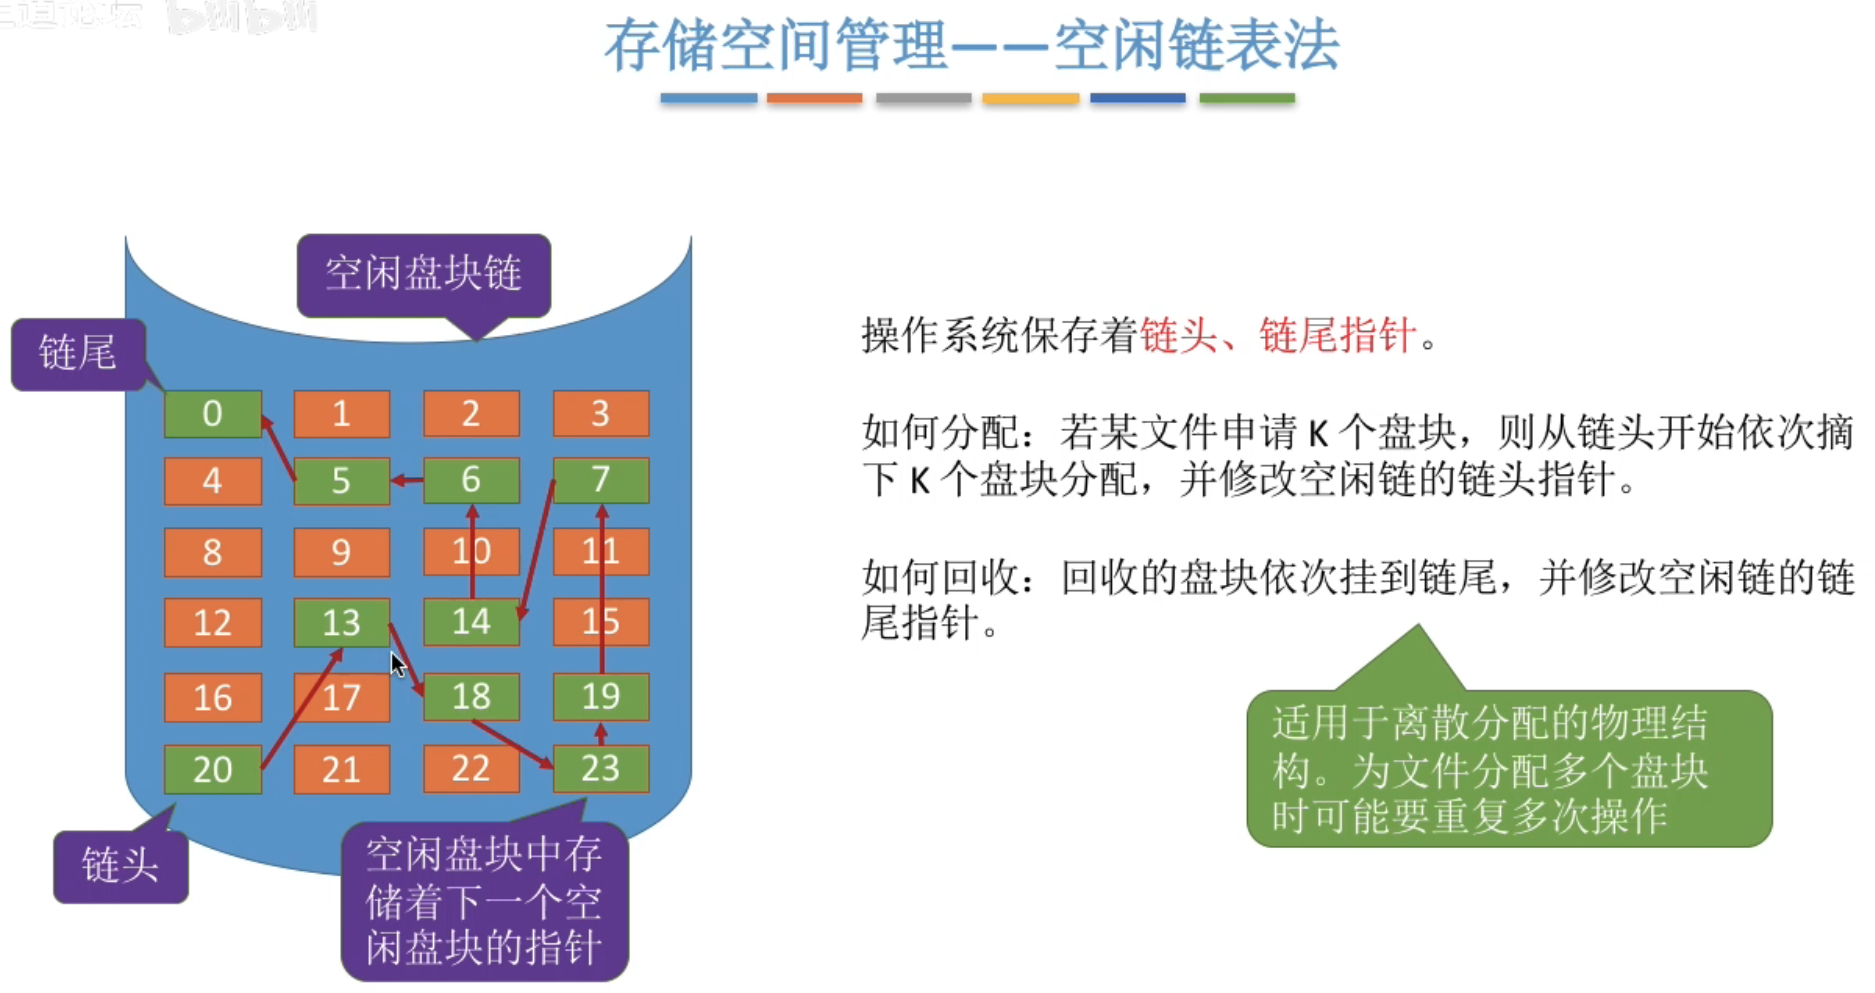 存储空间管理——空闲链表法
空闲盘块链
链尾
0 1 2 3
4 5 6 7
8 9 10 11
12 13 14 15
16 17 18 19
20 21 22 23
链头
空闲盘块中存
储着下一个空
闲盘块的指针
操作系统保存着链头、链尾指针。
如何分配：若某文件申请 K 个盘块，则从链头开始依次摘
下 K 个盘块分配，并修改空闲链的链头指针。
如何回收：回收的盘块依次挂到链尾，并修改空闲链的链
尾指针。
适用于离散分配的物理结
构。为文件分配多个盘块
时可能要重复多次操作